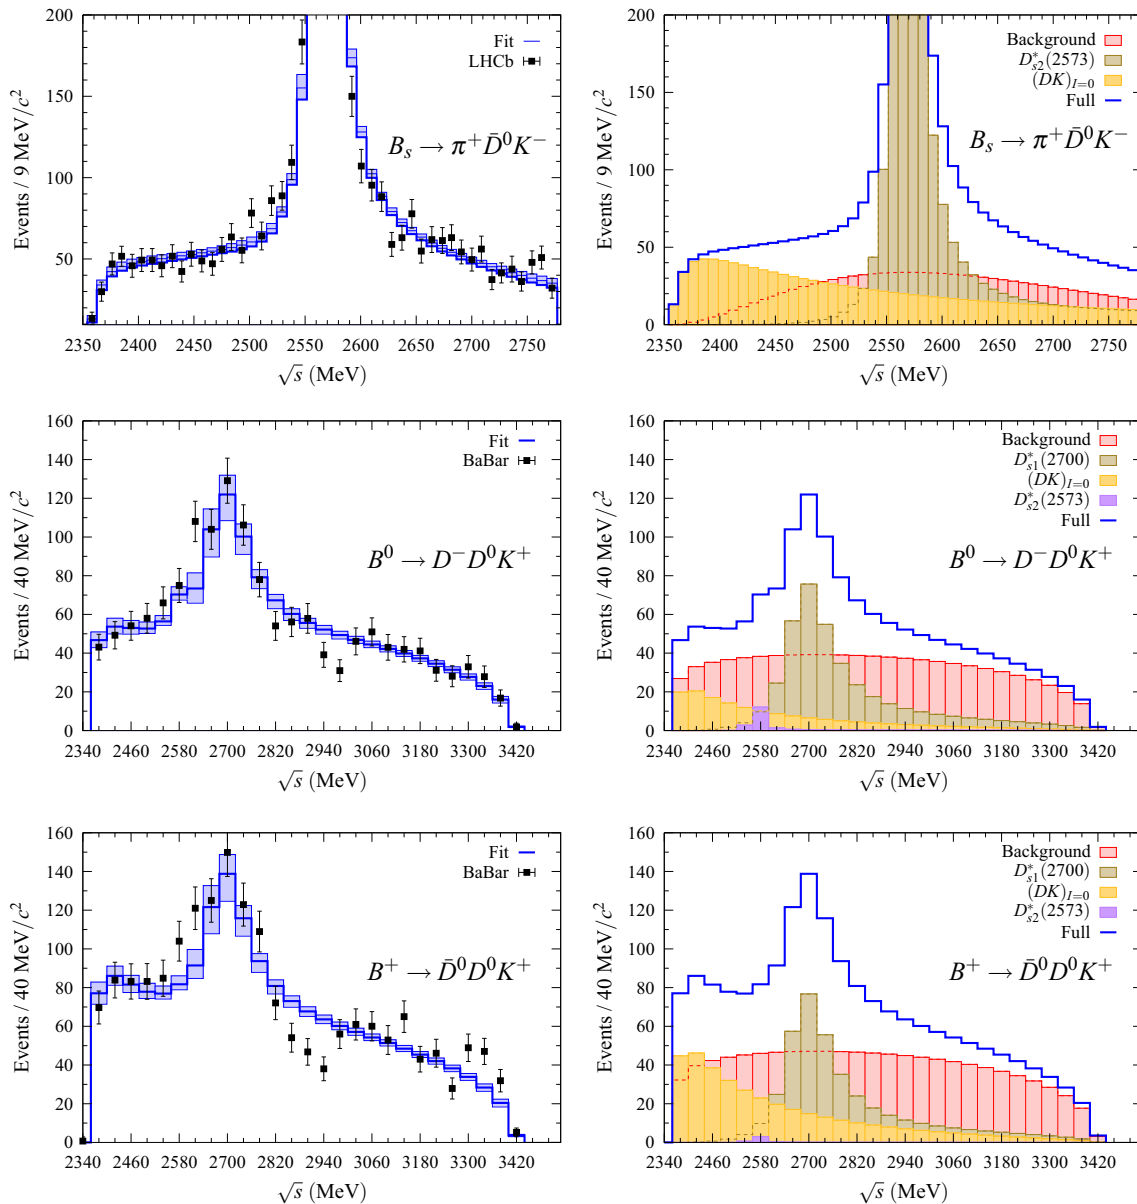 200
150
100
50
Events / 9 MeV/c²
Fit
LHCb
Bₛ → π⁺D̄⁰K⁻
2350 2400 2450 2500 2550 2600 2650 2700 2750
√s (MeV)
200
150
100
50
0
Events / 9 MeV/c²
Background
D*ₛ₂(2573)
(DK)_{I=0}
Full
Bₛ → π⁺D̄⁰K⁻
2350 2400 2450 2500 2550 2600 2650 2700 2750
√s (MeV)
160
140
120
100
80
60
40
20
0
Events / 40 MeV/c²
Fit
BaBar
B⁰ → D⁻D⁰K⁺
2340 2460 2580 2700 2820 2940 3060 3180 3300 3420
√s (MeV)
160
140
120
100
80
60
40
20
0
Events / 40 MeV/c²
Background
D*ₛ₁(2700)
(DK)_{I=0}
D*ₛ₂(2573)
Full
B⁰ → D⁻D⁰K⁺
2340 2460 2580 2700 2820 2940 3060 3180 3300 3420
√s (MeV)
160
140
120
100
80
60
40
20
0
Events / 40 MeV/c²
Fit
BaBar
B⁺ → D̄⁰D⁰K⁺
2340 2460 2580 2700 2820 2940 3060 3180 3300 3420
√s (MeV)
160
140
120
100
80
60
40
20
0
Events / 40 MeV/c²
Background
D*ₛ₁(2700)
(DK)_{I=0}
D*ₛ₂(2573)
Full
B⁺ → D̄⁰D⁰K⁺
2340 2460 2580 2700 2820 2940 3060 3180 3300 3420
√s (MeV)